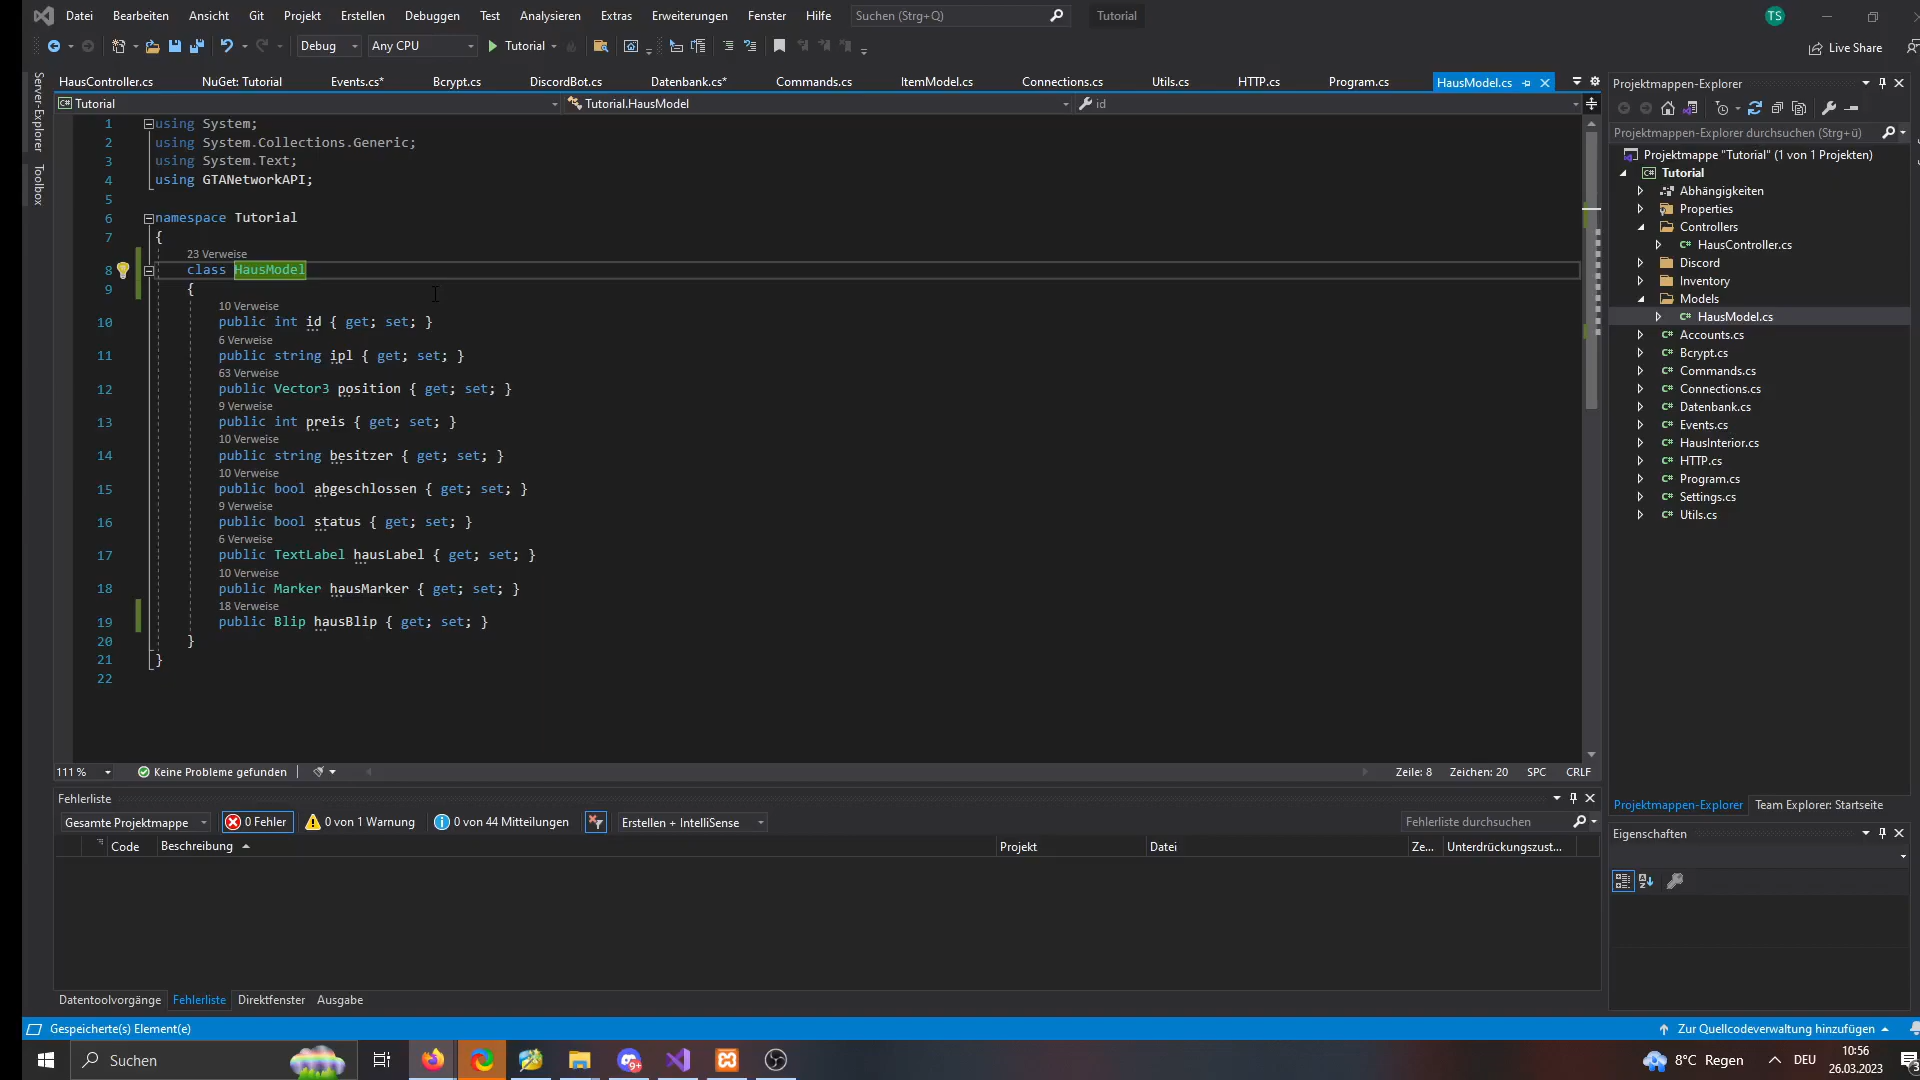 Datei Bearbeiten Ansicht Git Projekt Erstellen Debuggen Test Analysieren Extras Erweiterungen Fenster Hilfe Suchen (Strg+Q) Tutorial TS
Debug Any CPU Tutorial Live Share
HausController.cs NuGet: Tutorial Events.cs* Bcrypt.cs DiscordBot.cs Datenbank.cs* Commands.cs ItemModel.cs Connections.cs Utils.cs HTTP.cs Program.cs HausModel.cs
Tutorial Tutorial.HausModel id
Server-Explorer
Toolbox
1 using System;
2 using System.Collections.Generic;
3 using System.Text;
4 using GTANetworkAPI;
5
6 namespace Tutorial
7 {
23 Verweise
8 class HausModel
9 {
10 Verweise
10 public int id { get; set; }
6 Verweise
11 public string ipl { get; set; }
63 Verweise
12 public Vector3 position { get; set; }
9 Verweise
13 public int preis { get; set; }
10 Verweise
14 public string besitzer { get; set; }
10 Verweise
15 public bool abgeschlossen { get; set; }
9 Verweise
16 public bool status { get; set; }
6 Verweise
17 public TextLabel hausLabel { get; set; }
10 Verweise
18 public Marker hausMarker { get; set; }
18 Verweise
19 public Blip hausBlip { get; set; }
20 }
21 }
22
111 % Keine Probleme gefunden Zeile: 8 Zeichen: 20 SPC CRLF
Fehlerliste
Gesamte Projektmappe 0 Fehler 0 von 1 Warnung 0 von 44 Mitteilungen Erstellen + IntelliSense Fehlerliste durchsuchen
Code Beschreibung Projekt Datei Ze... Unterdrückungszust...
Datentoolvorgänge Fehlerliste Direktfenster Ausgabe
Projektmappen-Explorer
Projektmappen-Explorer durchsuchen (Strg+ü)
Projektmappe "Tutorial" (1 von 1 Projekten)
Tutorial
Abhängigkeiten
Properties
Controllers
HausController.cs
Discord
Inventory
Models
HausModel.cs
Accounts.cs
Bcrypt.cs
Commands.cs
Connections.cs
Datenbank.cs
Events.cs
HausInterior.cs
HTTP.cs
Program.cs
Settings.cs
Utils.cs
Projektmappen-Explorer Team Explorer: Startseite
Eigenschaften
Gespeicherte(s) Element(e) Zur Quellcodeverwaltung hinzufügen
Suchen 8°C Regen DEU 10:56
26.03.2023